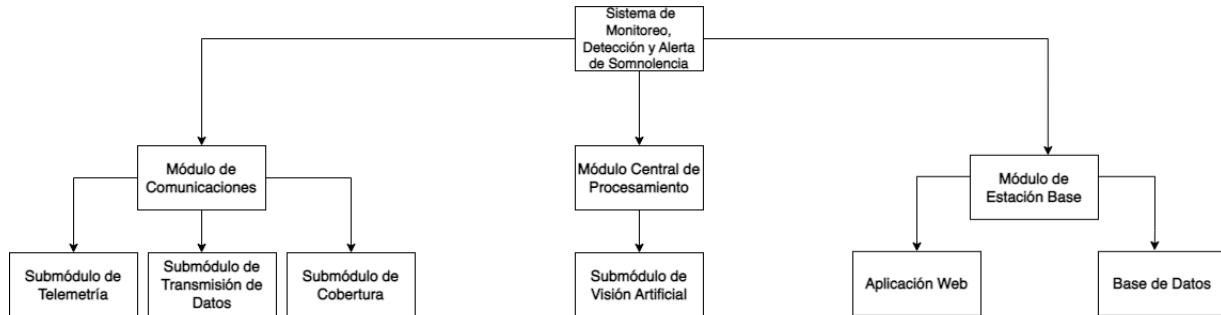 Sistema de
Monitoreo,
Detección y Alerta
de Somnolencia
Módulo de
Comunicaciones
Módulo Central de
Procesamiento
Módulo de
Estación Base
Submódulo de
Telemetría
Submódulo de
Transmisión de
Datos
Submódulo de
Cobertura
Submódulo de
Visión Artificial
Aplicación Web
Base de Datos